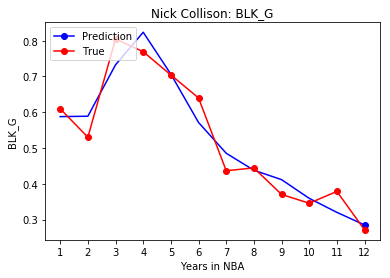 Nick Collison: BLK_G
Prediction
True
BLK_G
0.8
0.7
0.6
0.5
0.4
0.3
1 2 3 4 5 6 7 8 9 10 11 12
Years in NBA